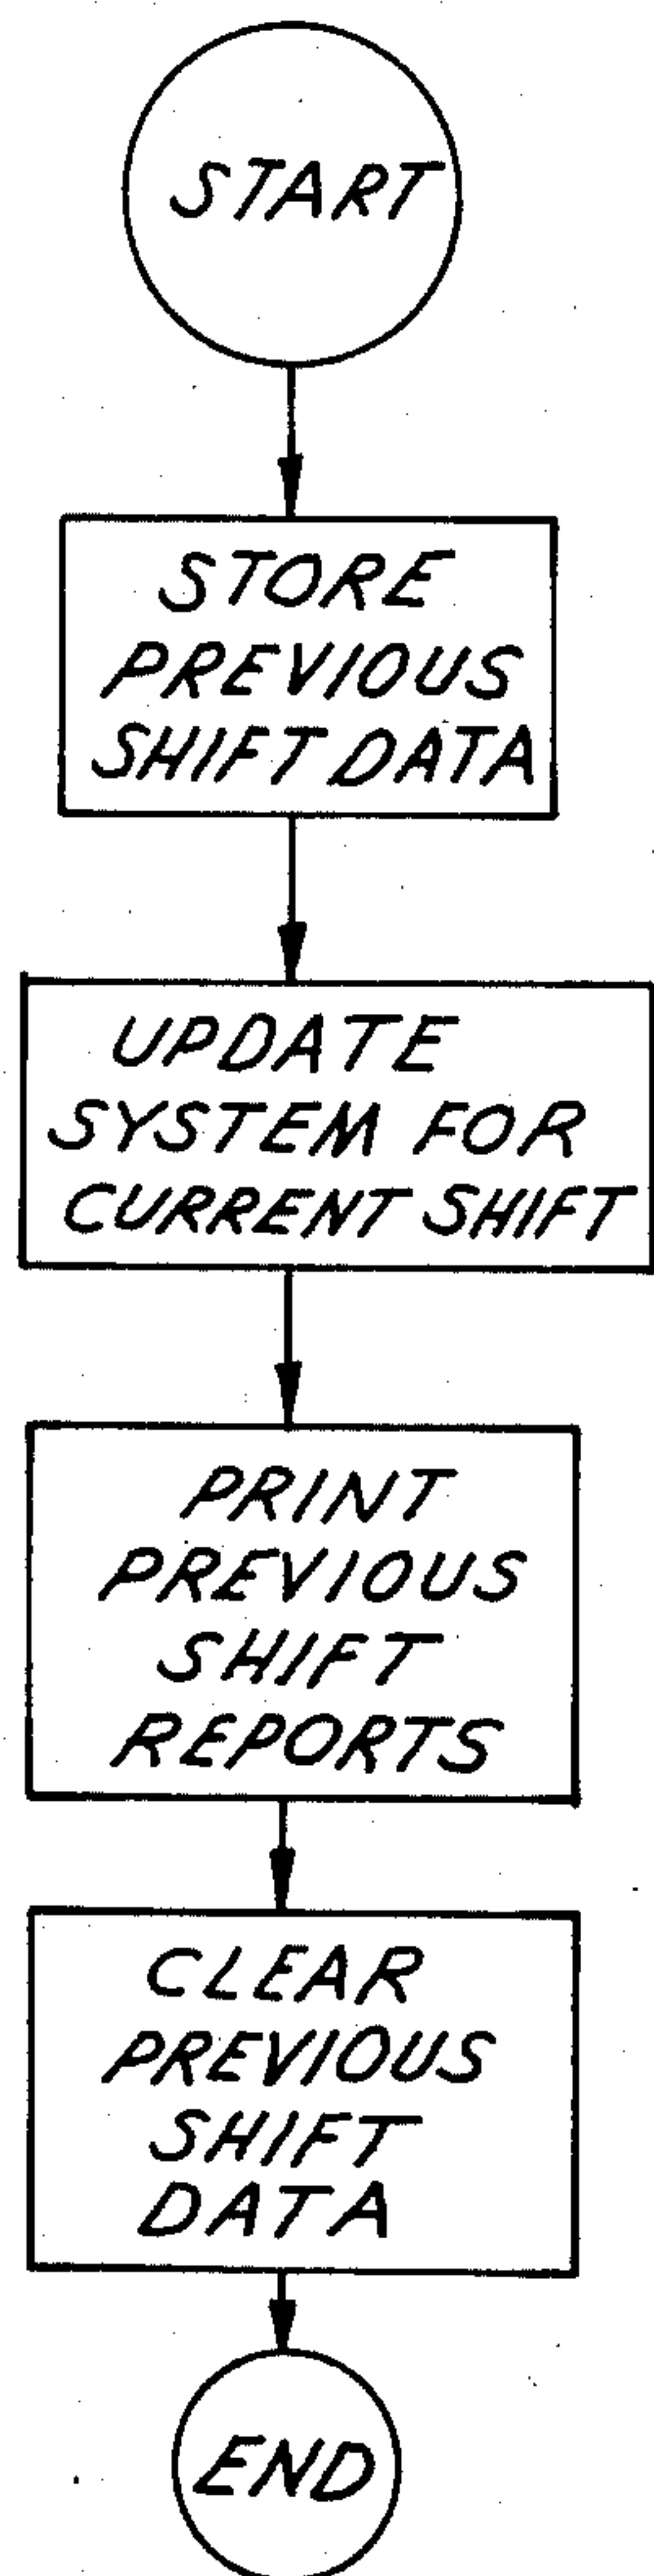 START
STORE
PREVIOUS
SHIFT DATA
UPDATE
SYSTEM FOR
CURRENT SHIFT
PRINT
PREVIOUS
SHIFT
REPORTS
CLEAR
PREVIOUS
SHIFT
DATA
END